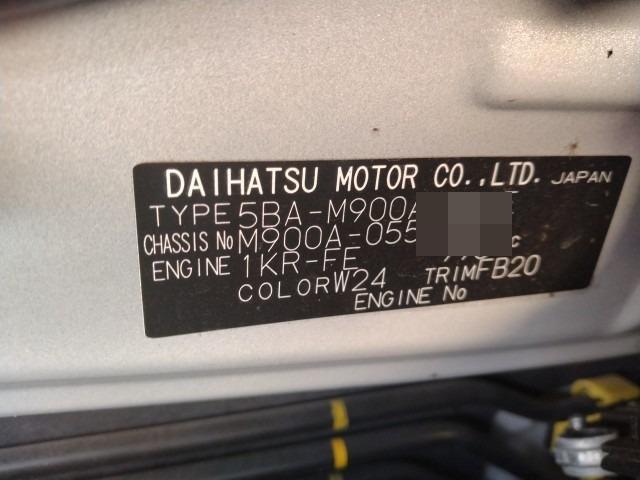 DAIHATSU MOTOR CO.,LTD. JAPAN
TYPE 5BA-M900A
CHASSIS No M900A-055
ENGINE 1KR-FE
COLOR W24 TRIM FB20
ENGINE No